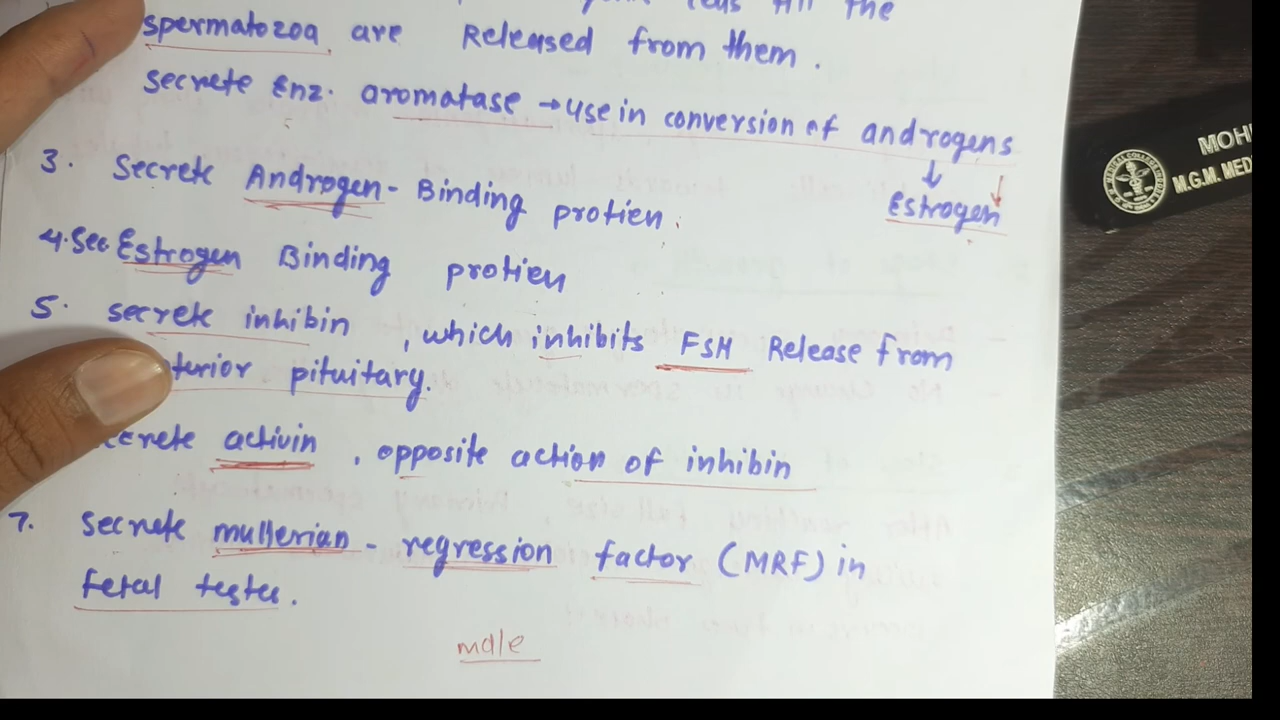 the
spermatozoa are Released from them.
secrete Enz. aromatase → use in conversion of androgens
↓ ↓
Estrogen
3. Secrete Androgen - Binding protien.
4. sec Estrogen Binding protien
5. secrete inhibin , which inhibits FSH Release from
terior pituitary.
crete activin , opposite action of inhibin
7. Secrete mullerian - regression factor (MRF) in
fetal testes.
male
MOH
M.G.M. MED